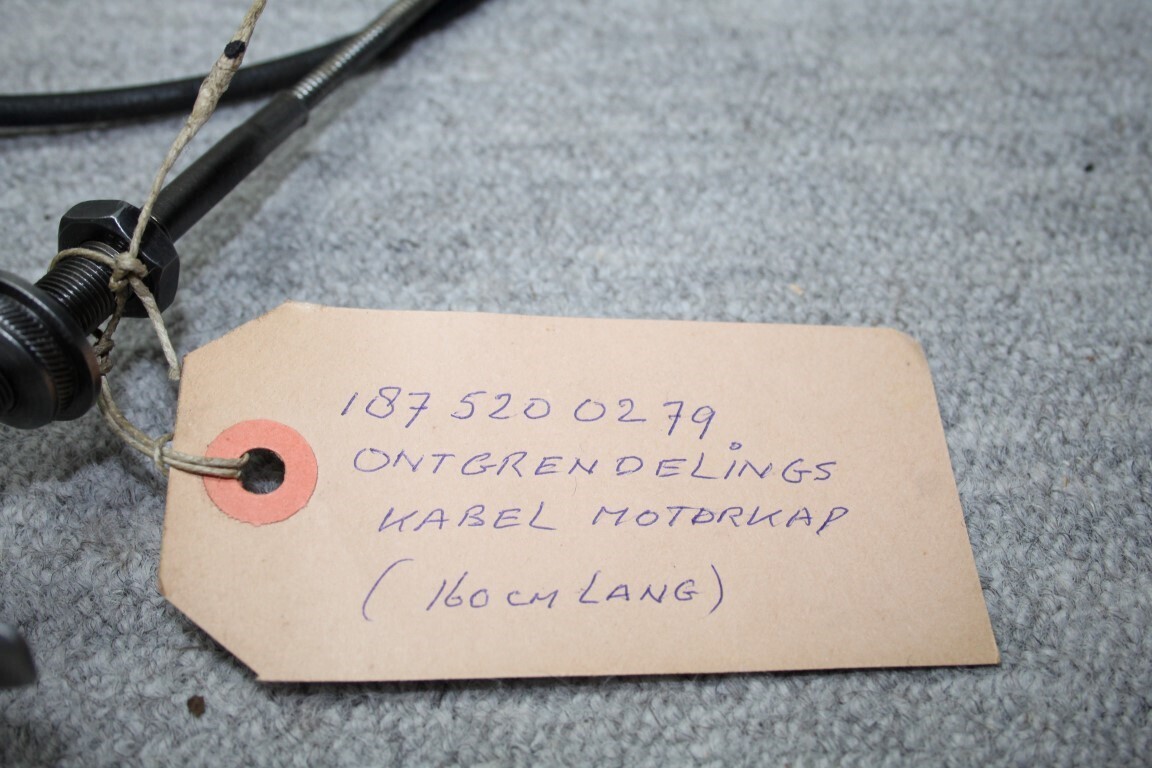 187 520 02 79
ONTGRENDELiNGS
KABEL MOTORKAP
( 160 CM LANG)